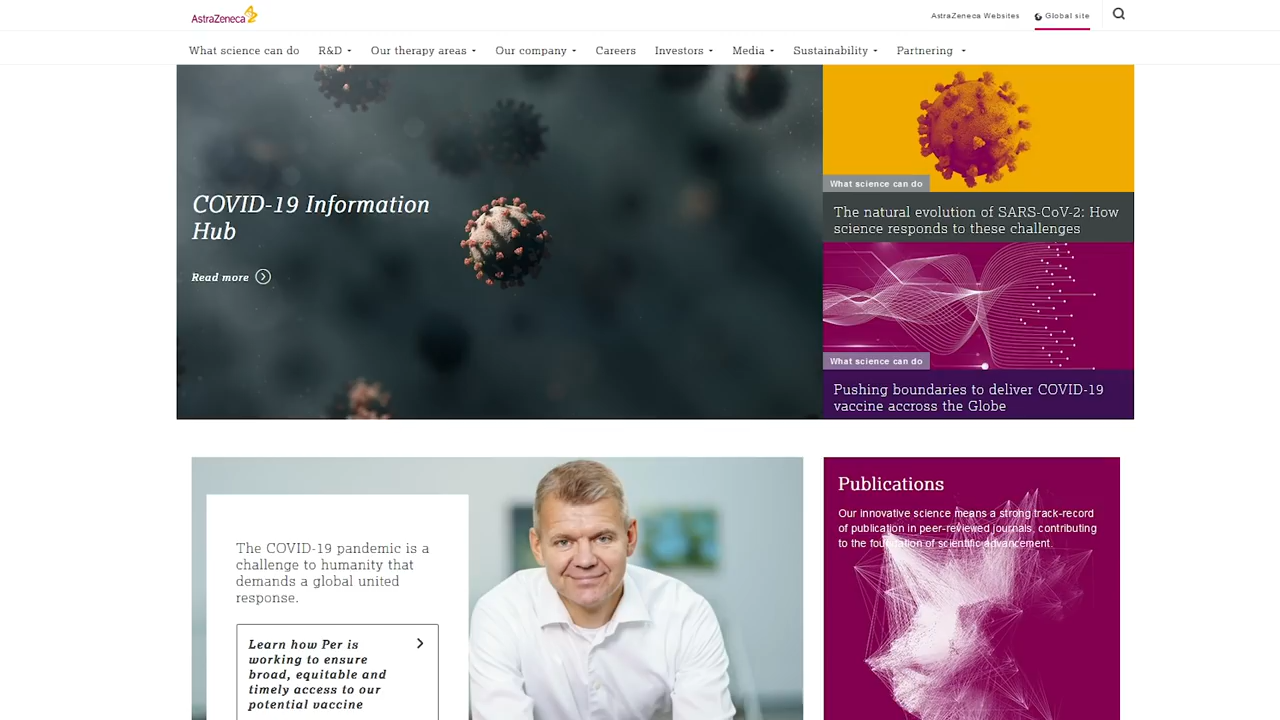 AstraZeneca
AstraZeneca Websites
Global site
What science can do
R&D
Our therapy areas
Our company
Careers
Investors
Media
Sustainability
Partnering
COVID-19 Information
Hub
Read more
What science can do
The natural evolution of SARS-CoV-2: How
science responds to these challenges
What science can do
Pushing boundaries to deliver COVID-19
vaccine accross the Globe
The COVID-19 pandemic is a
challenge to humanity that
demands a global united
response.
Learn how Per is
working to ensure
broad, equitable and
timely access to our
potential vaccine
Publications
Our innovative science means a strong track-record
of publication in peer-reviewed journals, contributing
to the foundation of scientific advancement.